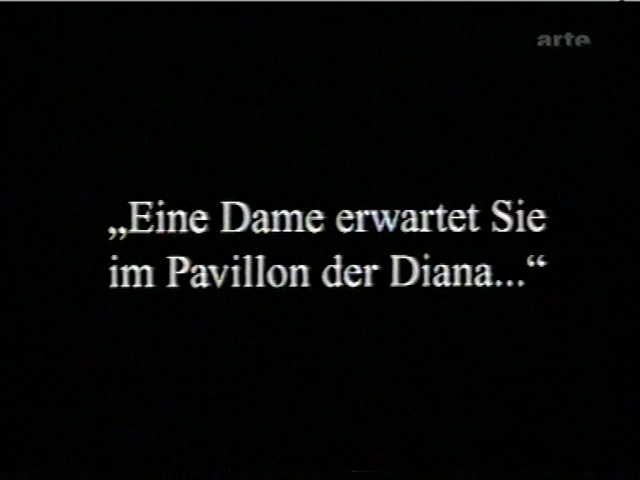 arte
„Eine Dame erwartet Sie
im Pavillon der Diana...“